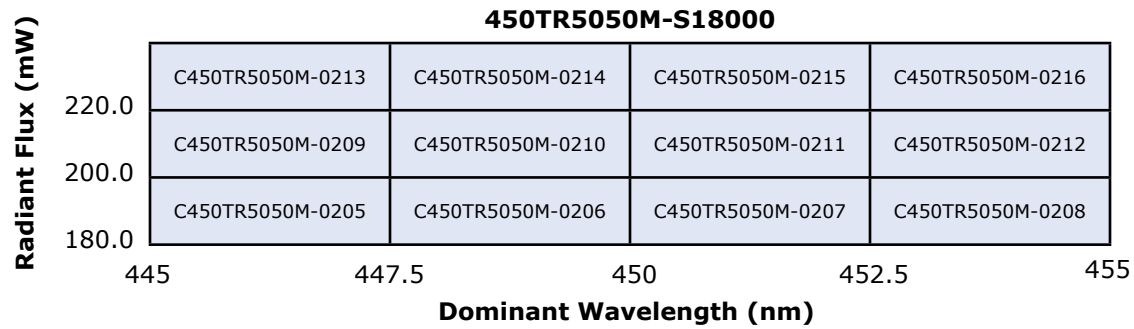 450TR5050M-S18000
Radiant Flux (mW)
C450TR5050M-0213 C450TR5050M-0214 C450TR5050M-0215 C450TR5050M-0216
220.0
C450TR5050M-0209 C450TR5050M-0210 C450TR5050M-0211 C450TR5050M-0212
200.0
C450TR5050M-0205 C450TR5050M-0206 C450TR5050M-0207 C450TR5050M-0208
180.0
445 447.5 450 452.5 455
Dominant Wavelength (nm)